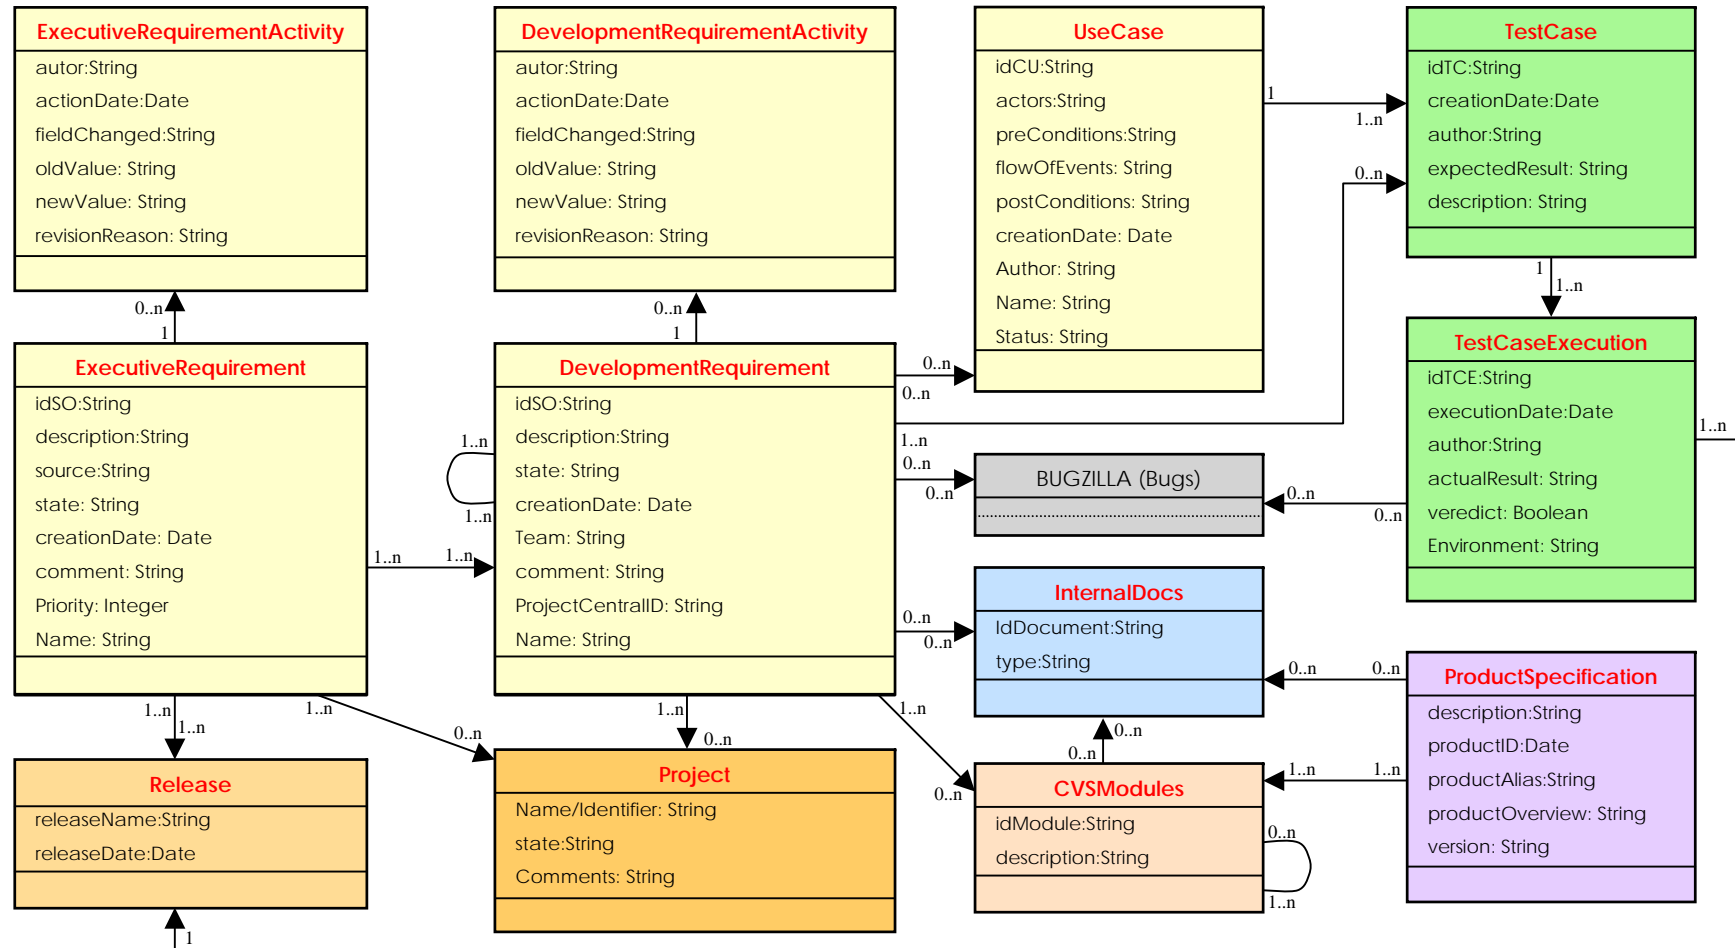 ExecutiveRequirementActivity
autor:String
actionDate:Date
fieldChanged:String
oldValue: String
newValue: String
revisionReason: String
0..n
1
DevelopmentRequirementActivity
autor:String
actionDate:Date
fieldChanged:String
oldValue: String
newValue: String
revisionReason: String
0..n
1
UseCase
idCU:String
actors:String
preConditions:String
flowOfEvents: String
postConditions: String
creationDate: Date
Author: String
Name: String
Status: String
1
1..n
0..n
TestCase
idTC:String
creationDate:Date
author:String
expectedResult: String
description: String
1
1..n
ExecutiveRequirement
idSO:String
description:String
source:String
state: String
creationDate: Date
comment: String
Priority: Integer
Name: String
1..n
1..n
1..n
1..n
DevelopmentRequirement
idSO:String
description:String
state: String
creationDate: Date
Team: String
comment: String
ProjectCentralID: String
Name: String
0..n
0..n
1..n
0..n
0..n
BUGZILLA (Bugs)
0..n
0..n
TestCaseExecution
idTCE:String
executionDate:Date
author:String
actualResult: String
veredict: Boolean
Environment: String
1..n
0..n
0..n
InternalDocs
IdDocument:String
type:String
0..n
0..n
0..n
0..n
ProductSpecification
description:String
productID:Date
productAlias:String
productOverview: String
version: String
1..n
1..n
1..n
1..n
0..n
1..n
0..n
1..n
0..n
Release
releaseName:String
releaseDate:Date
1
Project
Name/Identifier: String
state:String
Comments: String
CVSModules
idModule:String
description:String
0..n
1..n